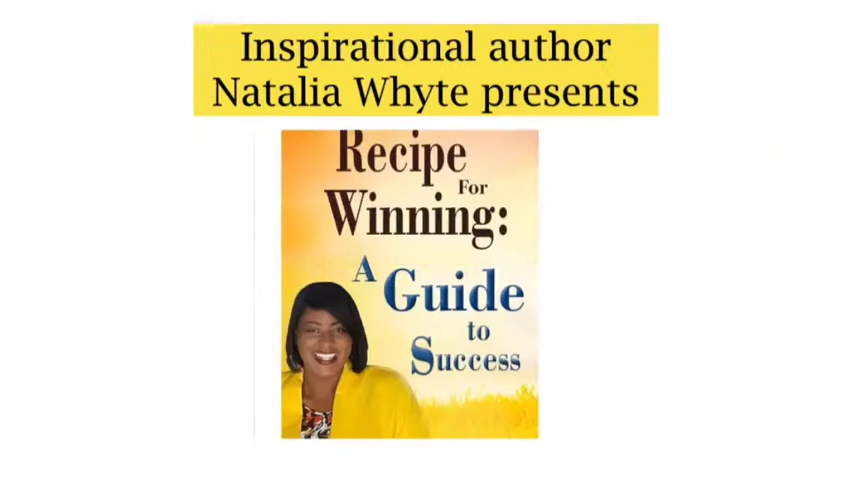 Inspirational author
Natalia Whyte presents
Recipe
For
Winning:
A Guide
to
Success